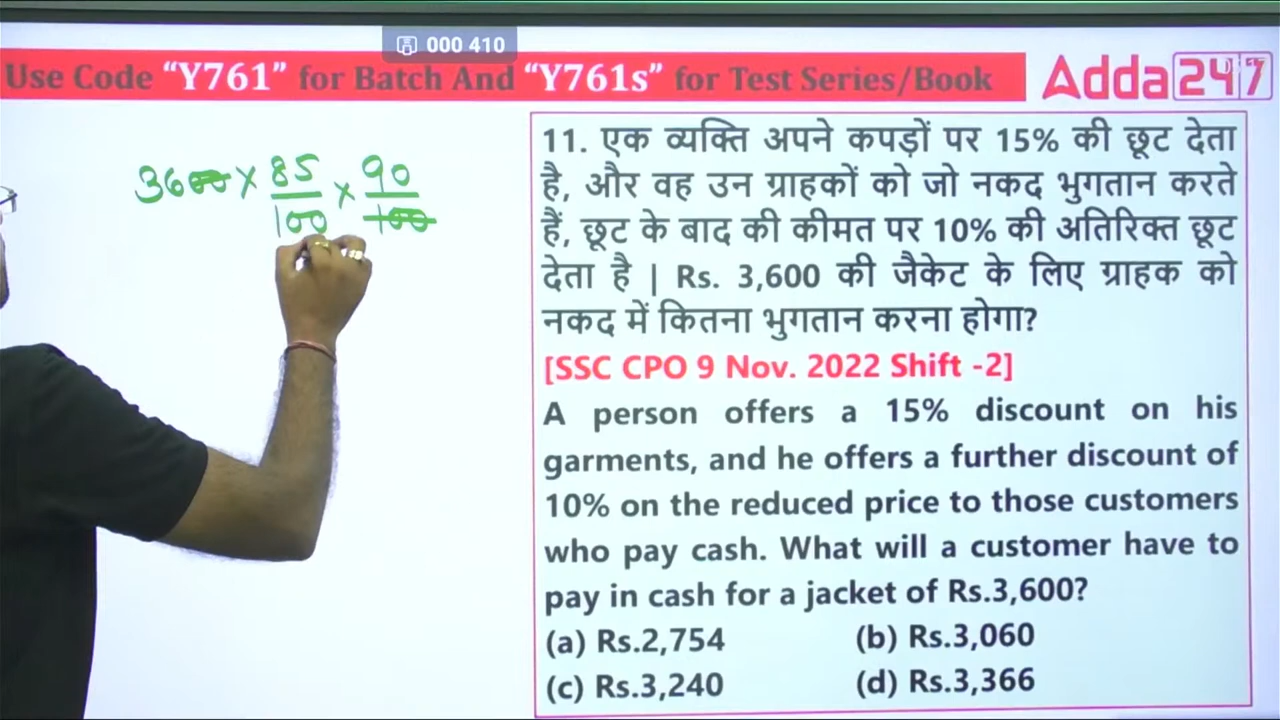 000 410
Use Code “Y761” for Batch And “Y761s” for Test Series/Book
Adda247
3600 × 85/100 × 90/100
11. एक व्यक्ति अपने कपड़ों पर 15% की छूट देता
है, और वह उन ग्राहकों को जो नकद भुगतान करते
हैं, छूट के बाद की कीमत पर 10% की अतिरिक्त छूट
देता है | Rs. 3,600 की जैकेट के लिए ग्राहक को
नकद में कितना भुगतान करना होगा?
[SSC CPO 9 Nov. 2022 Shift -2]
A person offers a 15% discount on his
garments, and he offers a further discount of
10% on the reduced price to those customers
who pay cash. What will a customer have to
pay in cash for a jacket of Rs.3,600?
(a) Rs.2,754 (b) Rs.3,060
(c) Rs.3,240 (d) Rs.3,366